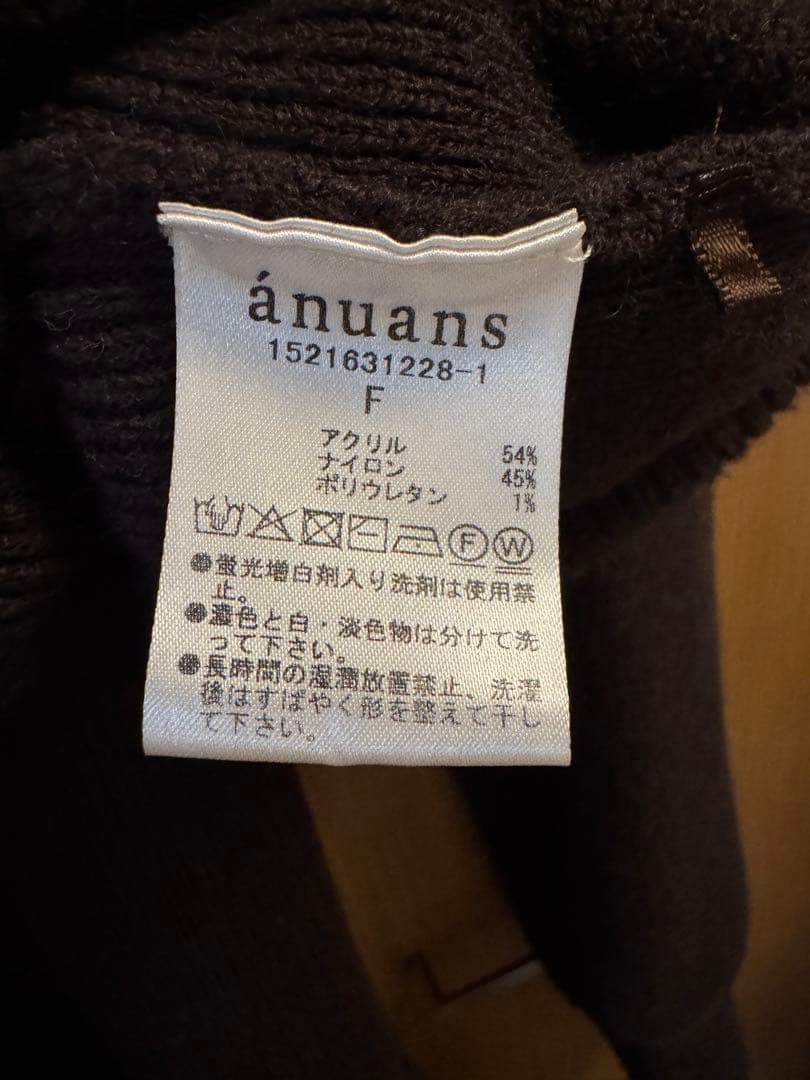 ánuans
1521631228-1
F
アクリル 54%
ナイロン 45%
ポリウレタン 1%
F W
●蛍光増白剤入り洗剤は使用禁
止。
●濃色と白・淡色物は分けて洗
って下さい。
●長時間の湿潤放置禁止、洗濯
後はすばやく形を整えて干し
て下さい。